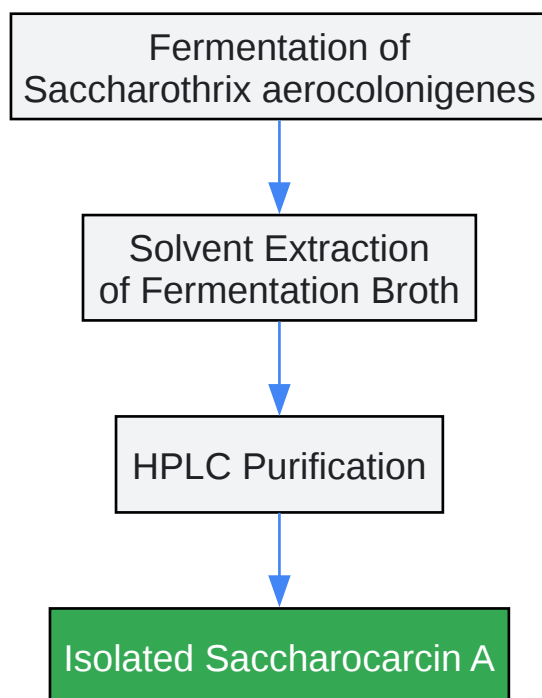 Fermentation of
Saccharothrix aerocolonigenes
Solvent Extraction
of Fermentation Broth
HPLC Purification
Isolated Saccharocarcin A